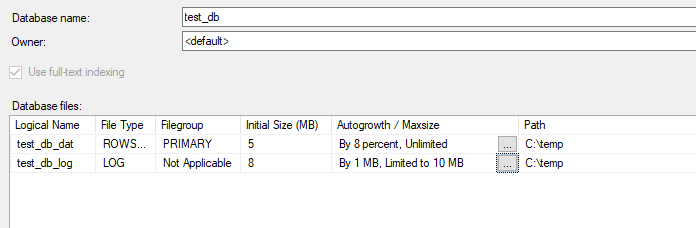 Database name: test_db
Owner: <default>
Use full-text indexing
Database files:
Logical Name File Type Filegroup Initial Size (MB) Autogrowth / Maxsize Path
test_db_dat ROWS... PRIMARY 5 By 8 percent, Unlimited ... C:\temp
test_db_log LOG Not Applicable 8 By 1 MB, Limited to 10 MB ... C:\temp